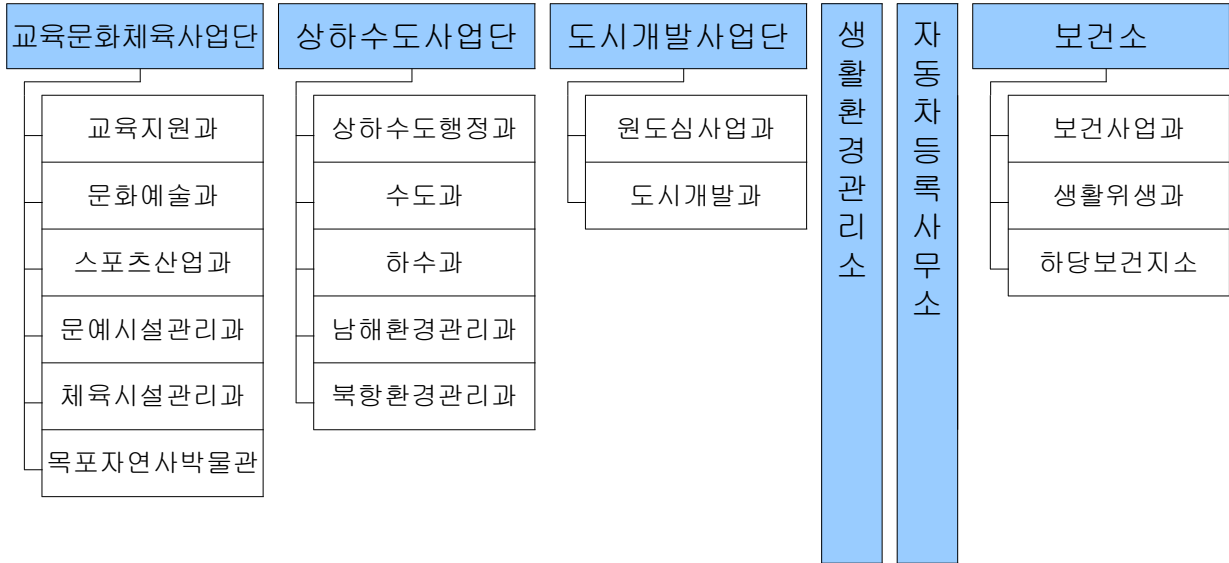 교육문화체육사업단
교육지원과
문화예술과
스포츠산업과
문예시설관리과
체육시설관리과
목포자연사박물관
상하수도사업단
상하수도행정과
수도과
하수과
남해환경관리과
북항환경관리과
도시개발사업단
원도심사업과
도시개발과
생활환경관리소
자동차등록사무소
보건소
보건사업과
생활위생과
하당보건지소